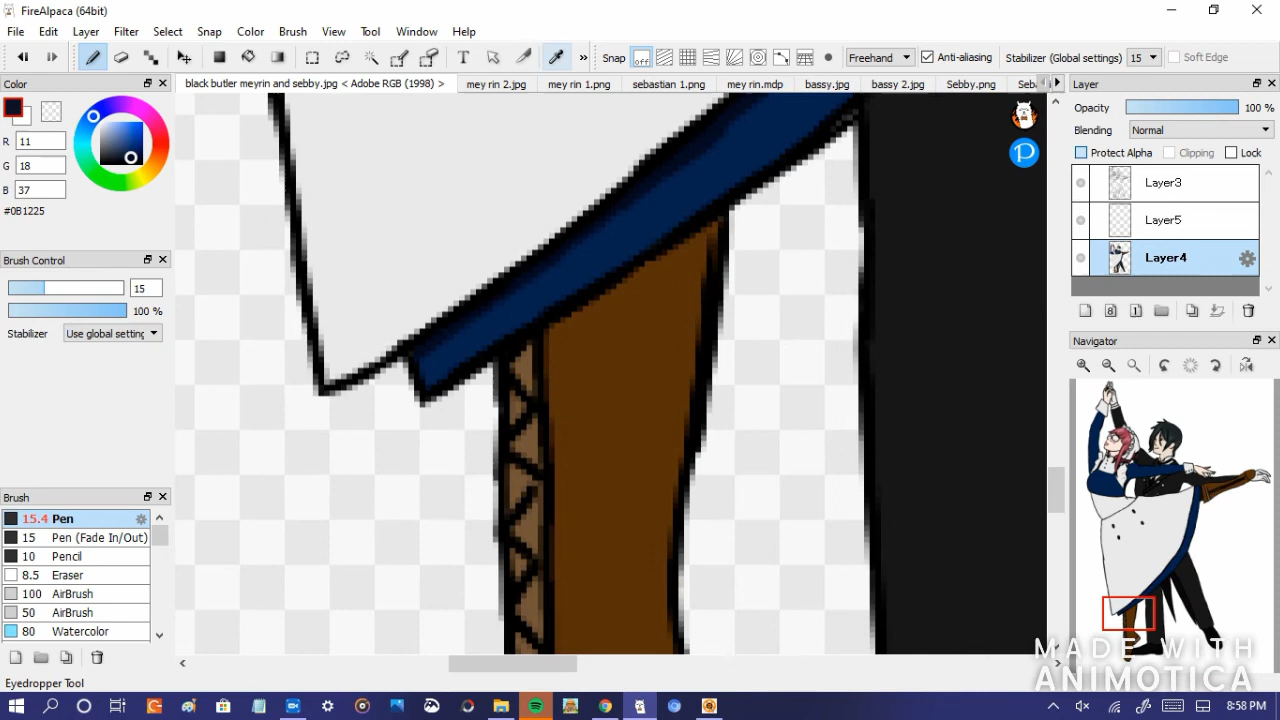 FireAlpaca (64bit)
File Edit Layer Filter Select Snap Color Brush View Tool Window Help
Snap off Freehand Anti-aliasing Stabilizer (Global settings) 15 Soft Edge
Color
black butler meyrin and sebby.jpg < Adobe RGB (1998) > mey rin 2.jpg mey rin 1.png sebastian 1.png mey rin.mdp bassy.jpg bassy 2.jpg Sebby.png
Layer
Opacity 100 %
R 11
Blending Normal
G 18
Protect Alpha Clipping Lock
B 37
Layer3
#0B1225
Layer5
Brush Control
Layer4
15
100 %
8 1
Stabilizer Use global setting
Navigator
Brush
15.4 Pen
15 Pen (Fade In/Out)
10 Pencil
8.5 Eraser
100 AirBrush
50 AirBrush
80 Watercolor
Eyedropper Tool
MADE WITH
ANIMOTICA
8:38 PM